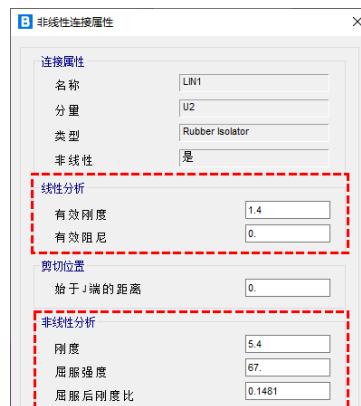 B 非线性连接属性
连接属性
名称 LIN1
分量 U2
类型 Rubber Isolator
非线性 是
线性分析
有效刚度 1.4
有效阻尼 0.
剪切位置
始于J端的距离 0.
非线性分析
刚度 5.4
屈服强度 67.
屈服后刚度比 0.1481